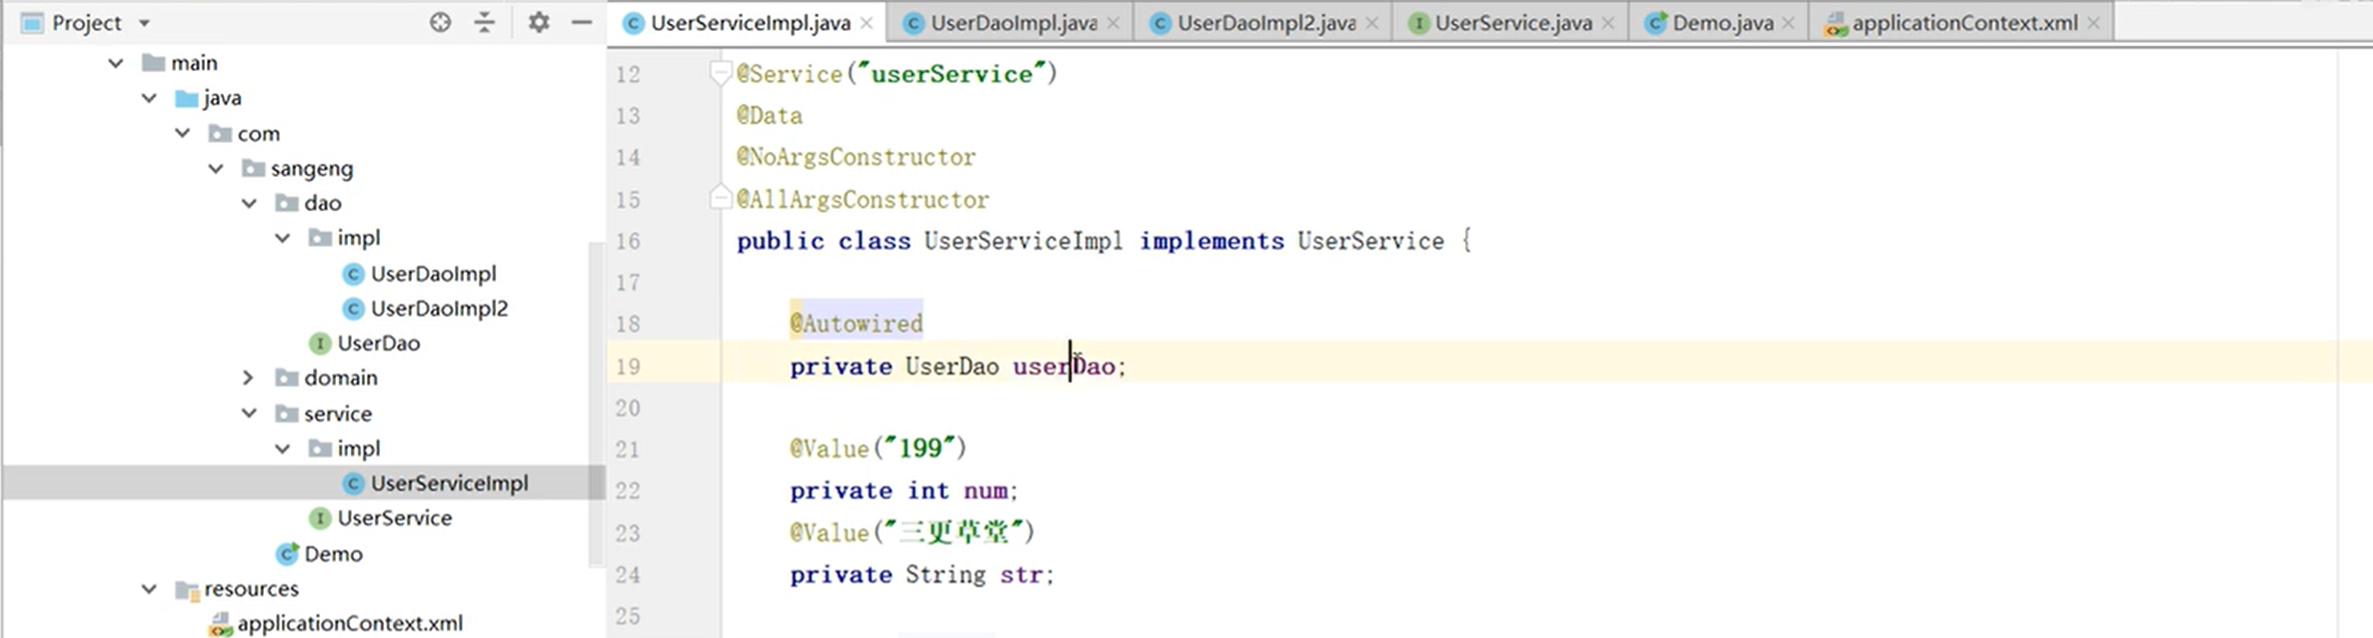 Project
main
java
com
sangeng
dao
impl
UserDaoImpl
UserDaoImpl2
UserDao
domain
service
impl
UserServiceImpl
UserService
Demo
resources
applicationContext.xml
UserServiceImpl.java UserDaoImpl.java UserDaoImpl2.java UserService.java Demo.java applicationContext.xml
12 @Service("userService")
13 @Data
14 @NoArgsConstructor
15 @AllArgsConstructor
16 public class UserServiceImpl implements UserService {
17
18 @Autowired
19 private UserDao userDao;
20
21 @Value("199")
22 private int num;
23 @Value("三更草堂")
24 private String str;
25